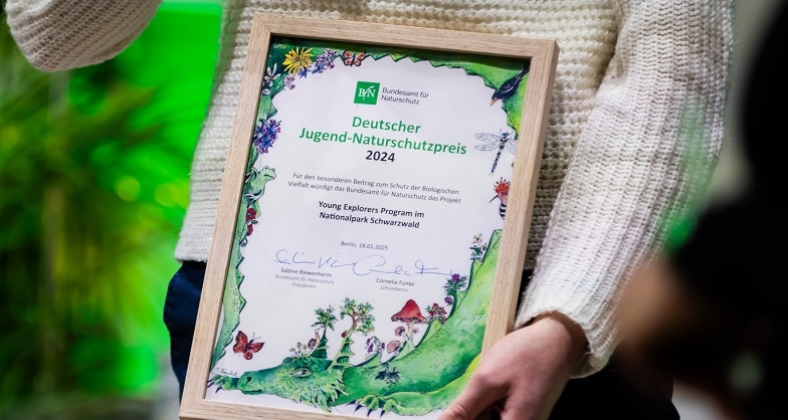 BfN
Bundesamt für
Naturschutz
Deutscher
Jugend-Naturschutzpreis
2024
Für den besonderen Beitrag zum Schutz der Biologischen
Vielfalt würdigt das Bundesamt für Naturschutz das Projekt
Young Explorers Program im
Nationalpark Schwarzwald
Berlin, 18.01.2025
Sabine Riewenherm
Cornelia Funke
Bundesamt für Naturschutz
Präsidentin